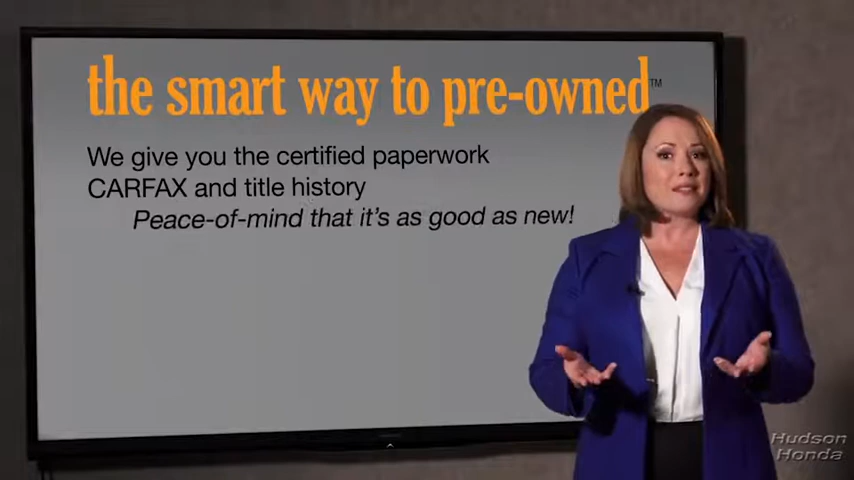 the smart way to pre-owned™
We give you the certified paperwork
CARFAX and title history
Peace-of-mind that it's as good as new!
Hudson
Honda